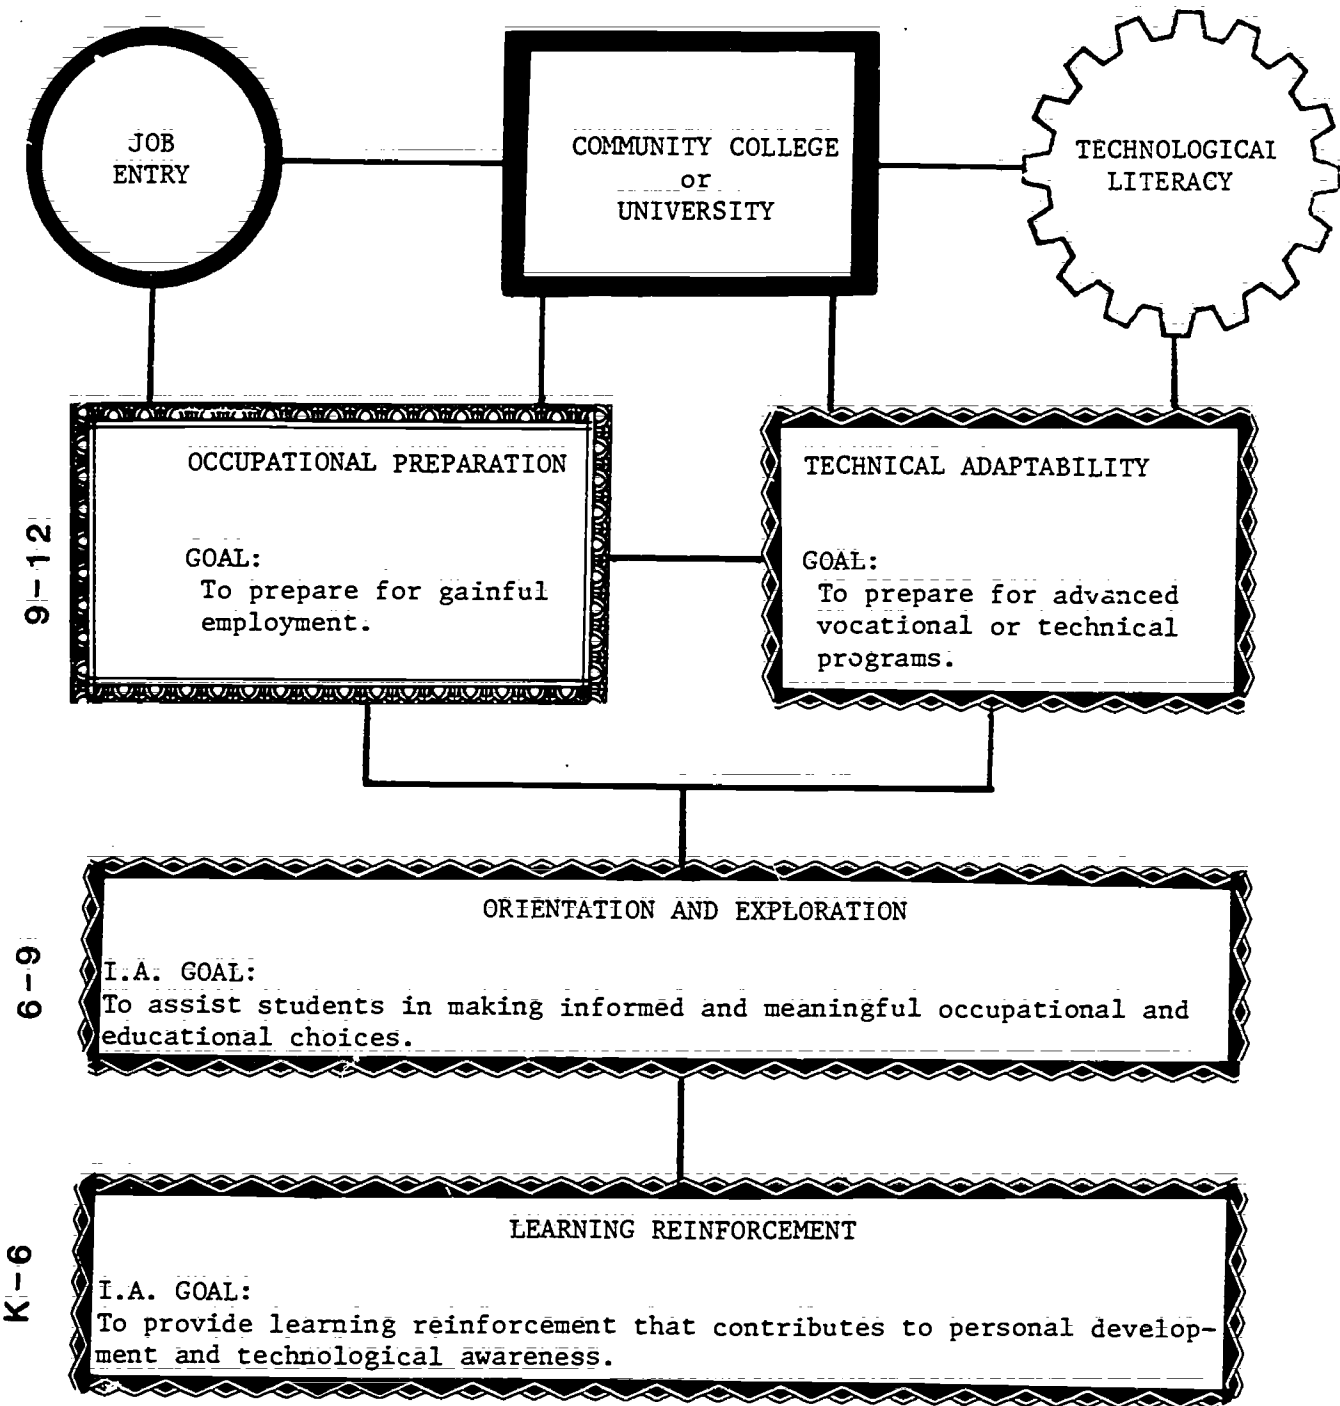 JOB
ENTRY
COMMUNITY COLLEGE
or
UNIVERSITY
TECHNOLOGICAL
LITERACY
9-12
OCCUPATIONAL PREPARATION
GOAL:
To prepare for gainful
employment.
TECHNICAL ADAPTABILITY
GOAL:
To prepare for advanced
vocational or technical
programs.
6-9
ORIENTATION AND EXPLORATION
I.A. GOAL:
To assist students in making informed and meaningful occupational and
educational choices.
K-6
LEARNING REINFORCEMENT
I.A. GOAL:
To provide learning reinforcement that contributes to personal develop-
ment and technological awareness.